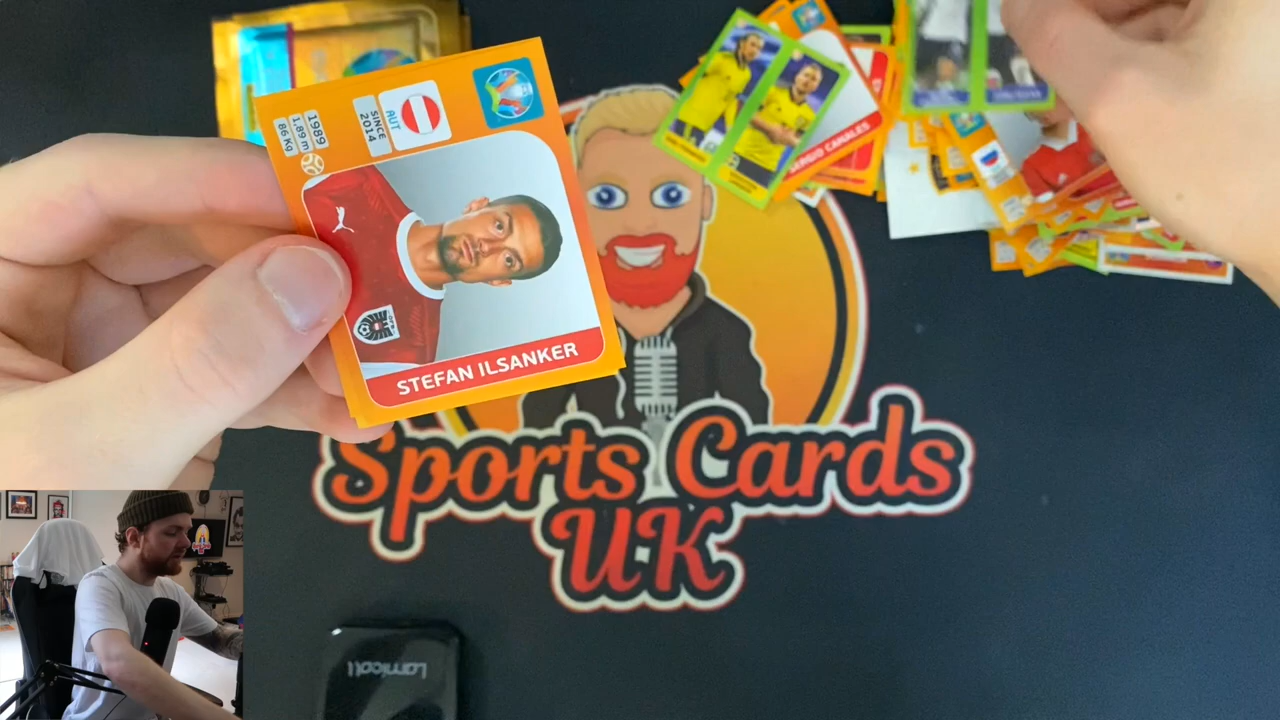 1989
1,89 m
86 Kg
AUT
SINCE
2014
STEFAN ILSANKER
SERGIO CANALES
Sports Cards
UK
Lamicall